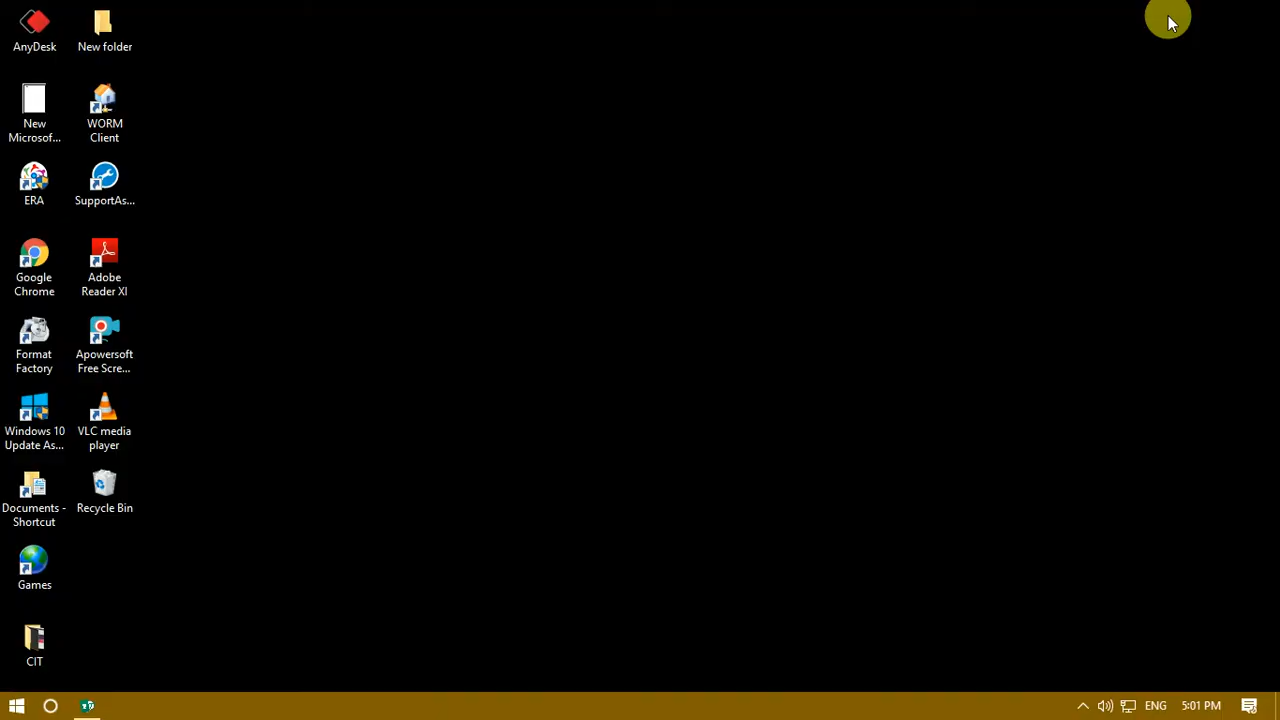 AnyDesk
New folder
New
Microsof...
WORM
Client
ERA
SupportAs...
Google
Chrome
Adobe
Reader XI
Format
Factory
Apowersoft
Free Scre...
Windows 10
Update As...
VLC media
player
Documents -
Shortcut
Recycle Bin
Games
CIT
ENG
5:01 PM